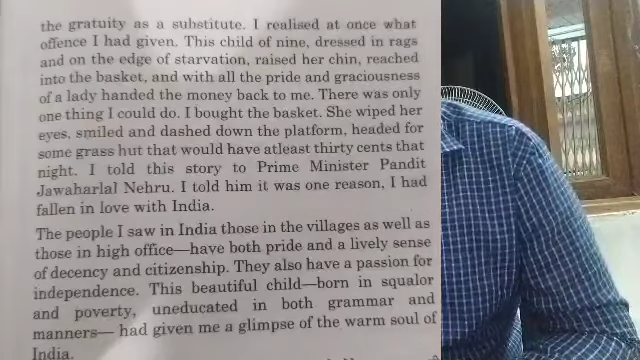 the gratuity as a substitute. I realised at once what
offence I had given. This child of nine, dressed in rags
and on the edge of starvation, raised her chin, reached
into the basket, and with all the pride and graciousness
of a lady handed the money back to me. There was only
one thing I could do. I bought the basket. She wiped her
eyes, smiled and dashed down the platform, headed for
some grass hut that would have atleast thirty cents that
night. I told this story to Prime Minister Pandit
Jawaharlal Nehru. I told him it was one reason, I had
fallen in love with India.
The people I saw in India those in the villages as well as
those in high office—have both pride and a lively sense
of decency and citizenship. They also have a passion for
independence. This beautiful child—born in squalor
and poverty, uneducated in both grammar and
manners— had given me a glimpse of the warm soul of
India.